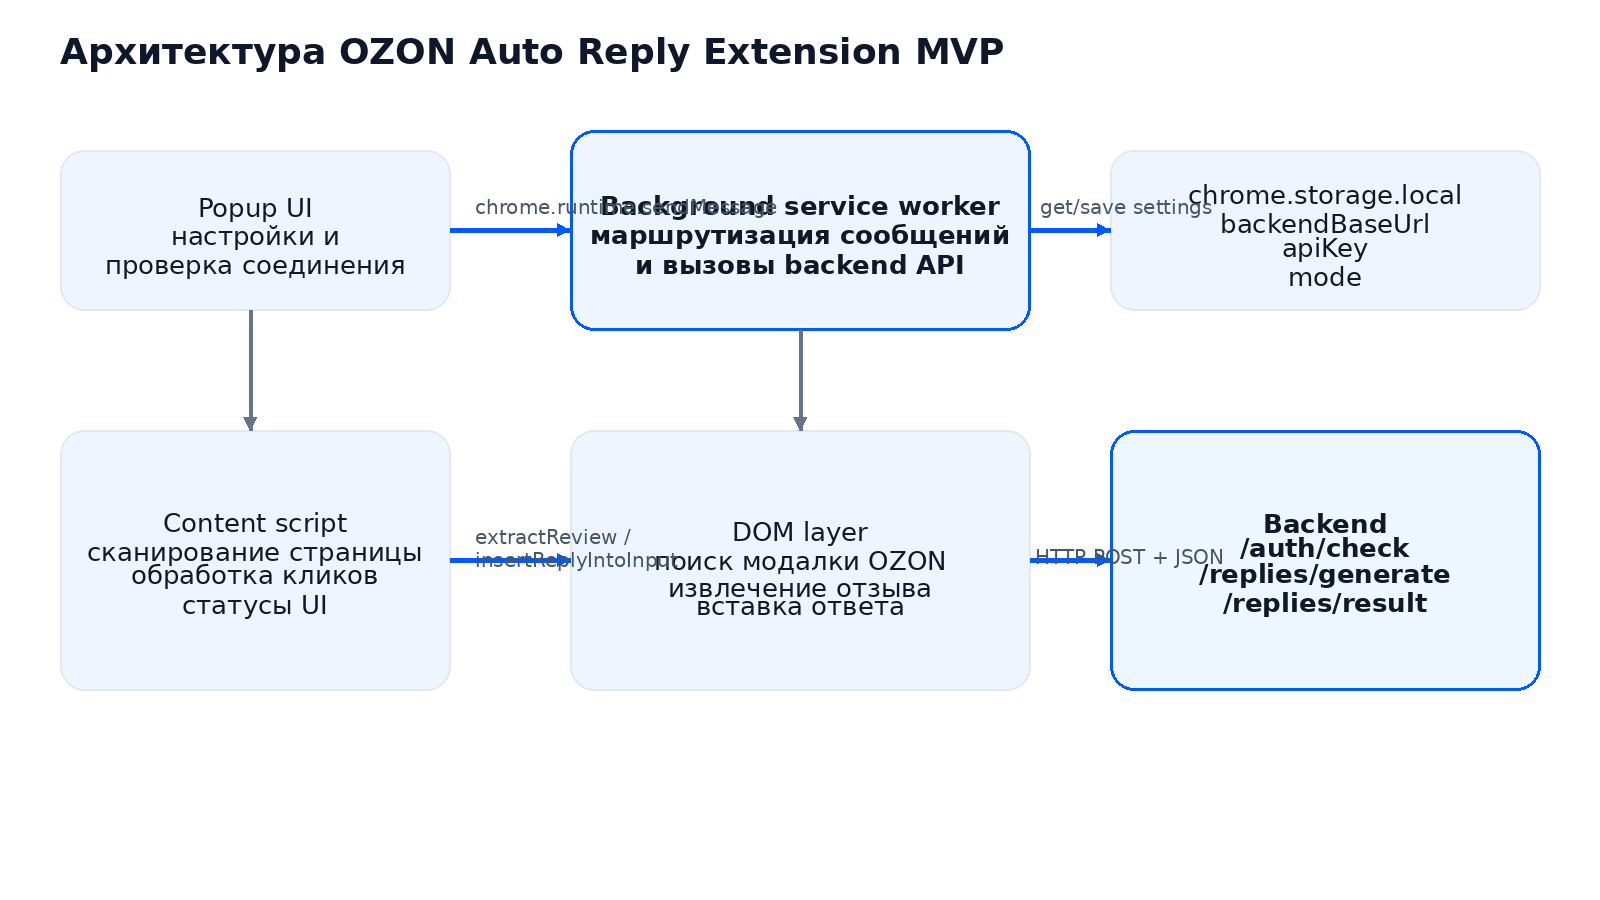 Архитектура OZON Auto Reply Extension MVP
Popup UI
настройки и
проверка соединения
chrome.runtime.sendMessage
Background service worker
маршрутизация сообщений
и вызовы backend API
get/save settings
chrome.storage.local
backendBaseUrl
apiKey
mode
Content script
сканирование страницы
обработка кликов
статусы UI
extractReview /
insertReplyIntoInput
DOM layer
поиск модалки OZON
извлечение отзыва
вставка ответа
HTTP POST + JSON
Backend
/auth/check
/replies/generate
/replies/result